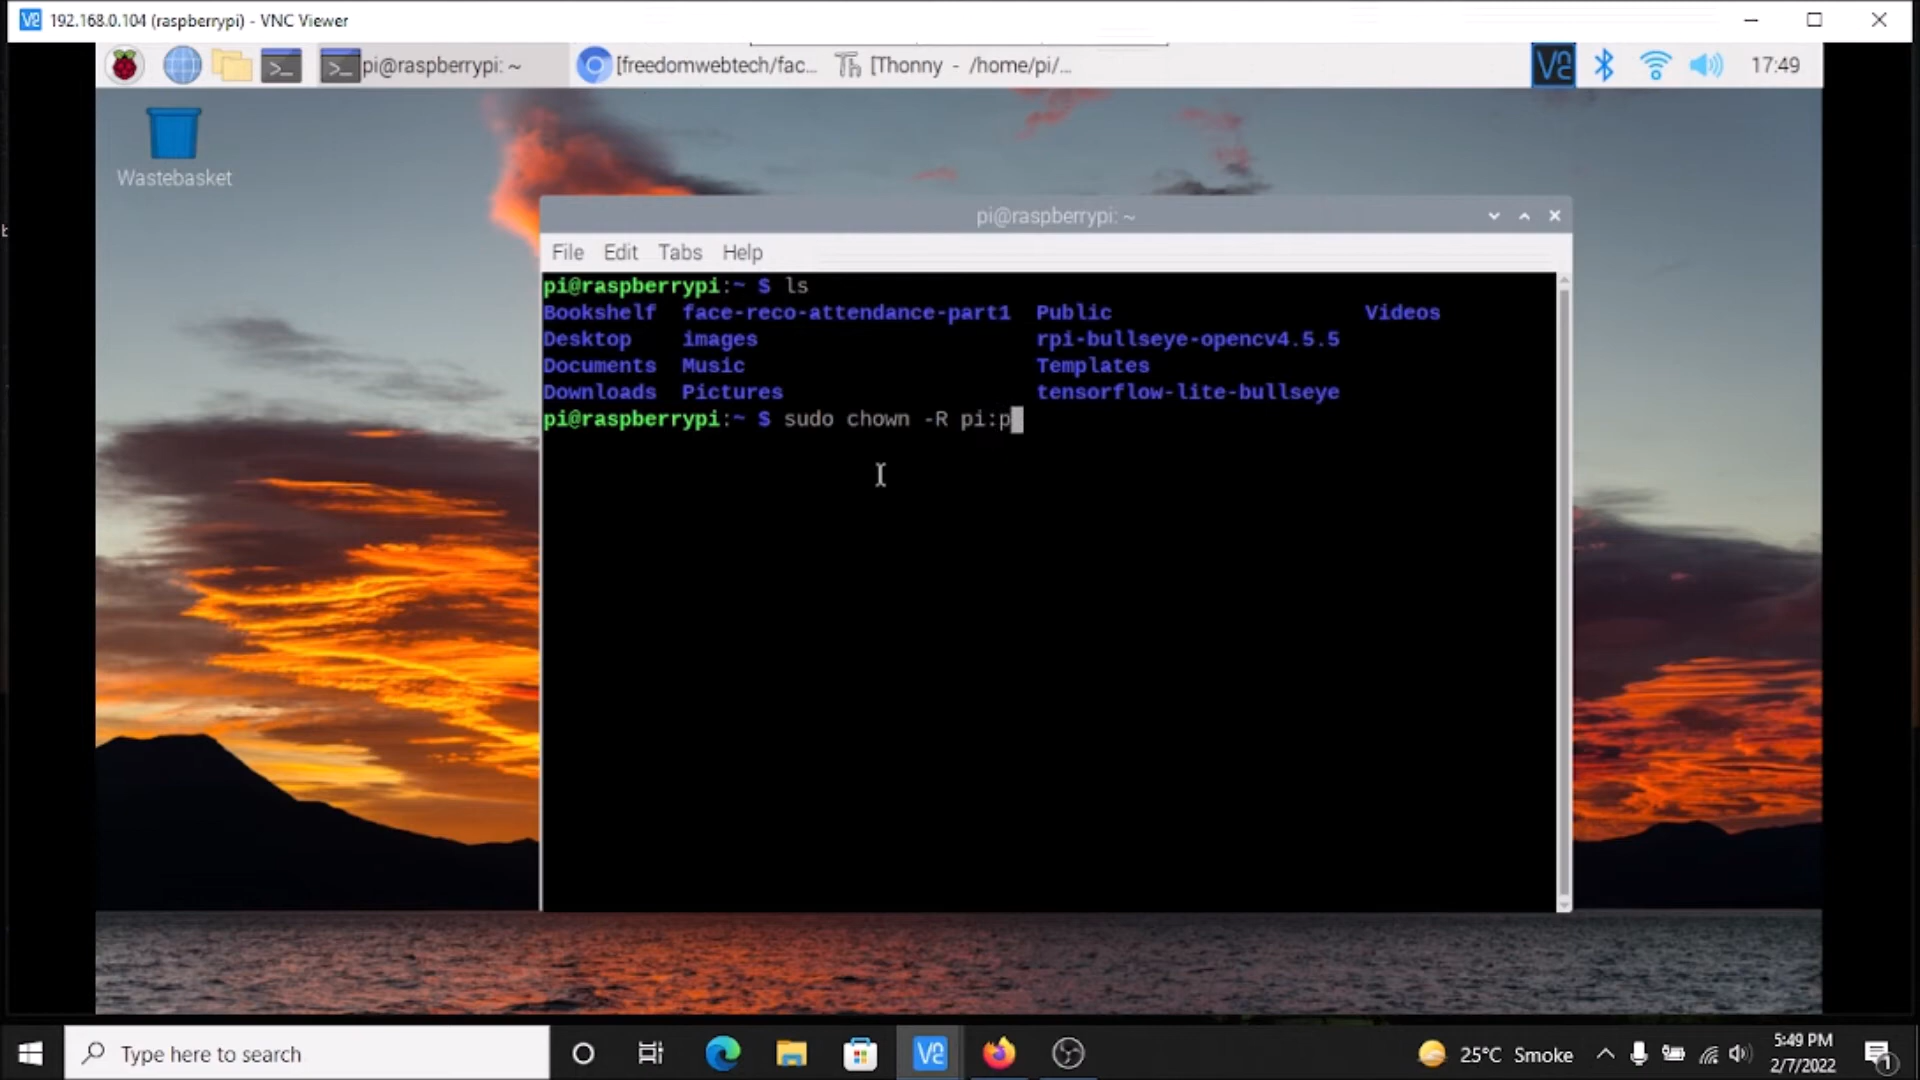 192.168.0.104 (raspberrypi) - VNC Viewer
pi@raspberrypi: ~
[freedomwebtech/fac...
[Thonny - /home/pi/...
17:49
Wastebasket
pi@raspberrypi: ~
File Edit Tabs Help
pi@raspberrypi:~ $ ls
Bookshelf face-reco-attendance-part1 Public Videos
Desktop images rpi-bullseye-opencv4.5.5
Documents Music Templates
Downloads Pictures tensorflow-lite-bullseye
pi@raspberrypi:~ $ sudo chown -R pi:p
Type here to search
25°C Smoke
5:49 PM
2/7/2022
1